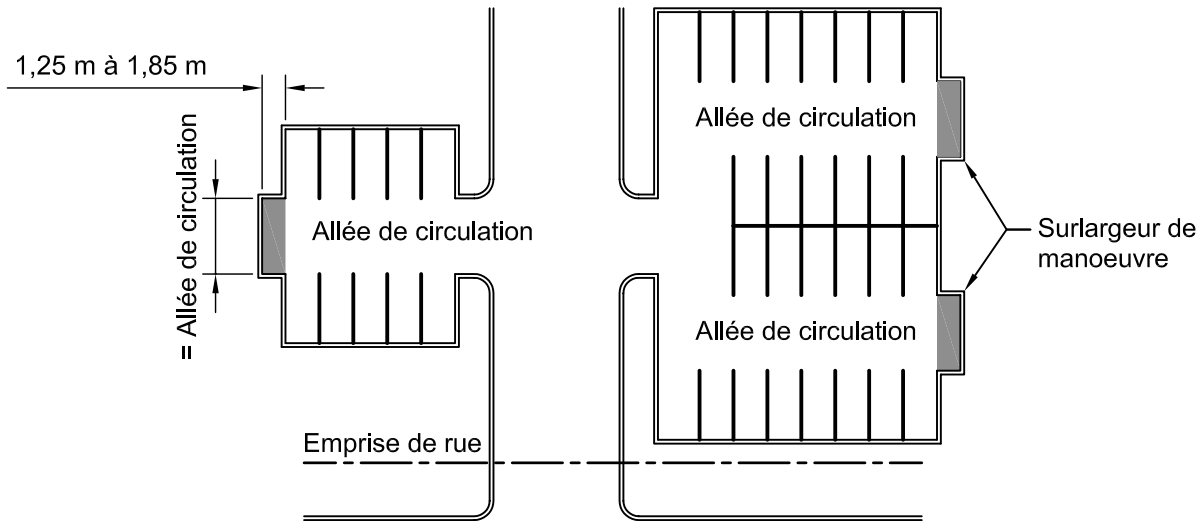 1,25 m à 1,85 m
= Allée de circulation
Allée de circulation
Allée de circulation
Allée de circulation
Surlargeur de
manoeuvre
Emprise de rue